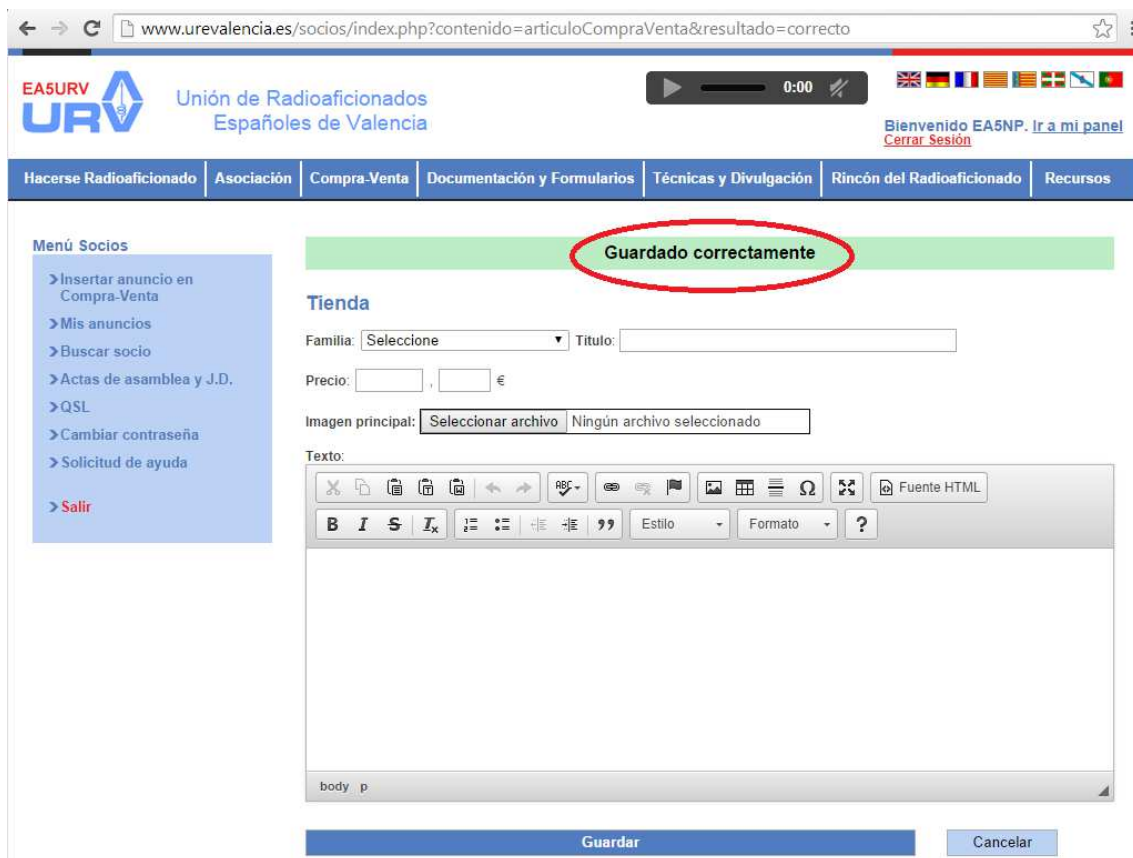 www.urevalencia.es/socios/index.php?contenido=articuloCompraVenta&resultado=correcto
EA5URV
URV
Unión de Radioaficionados
Españoles de Valencia
0:00
Bienvenido EA5NP. Ir a mi panel
Cerrar Sesión
Hacerse Radioaficionado Asociación Compra-Venta Documentación y Formularios Técnicas y Divulgación Rincón del Radioaficionado Recursos
Menú Socios
Insertar anuncio en
Compra-Venta
Mis anuncios
Buscar socio
Actas de asamblea y J.D.
QSL
Cambiar contraseña
Solicitud de ayuda
Salir
Guardado correctamente
Tienda
Familia: Seleccione Titulo:
Precio: , €
Imagen principal: Seleccionar archivo Ningún archivo seleccionado
Texto:
ABC Ω Fuente HTML
B I S Ix Estilo Formato ?
body p
Guardar Cancelar